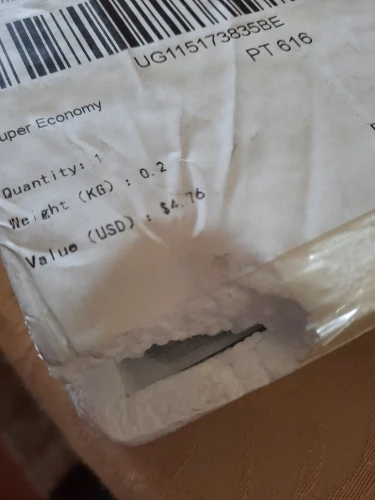 UG115173835BE
PT 616
uper Economy
Quantity: 1
Weight (KG) : 0.2
Value (USD) : $4.76